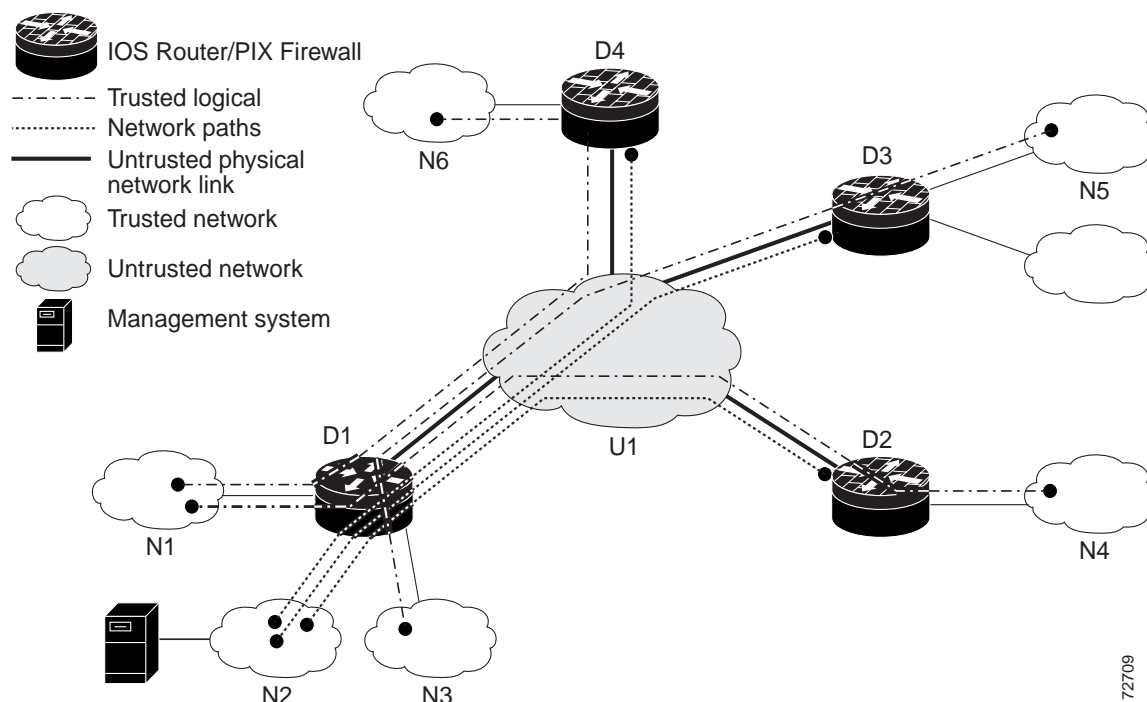 IOS Router/PIX Firewall
Trusted logical
Network paths
Untrusted physical
network link
Trusted network
Untrusted network
Management system
D4
N6
D3
N5
U1
D1
D2
N1
N4
N2
N3
72709